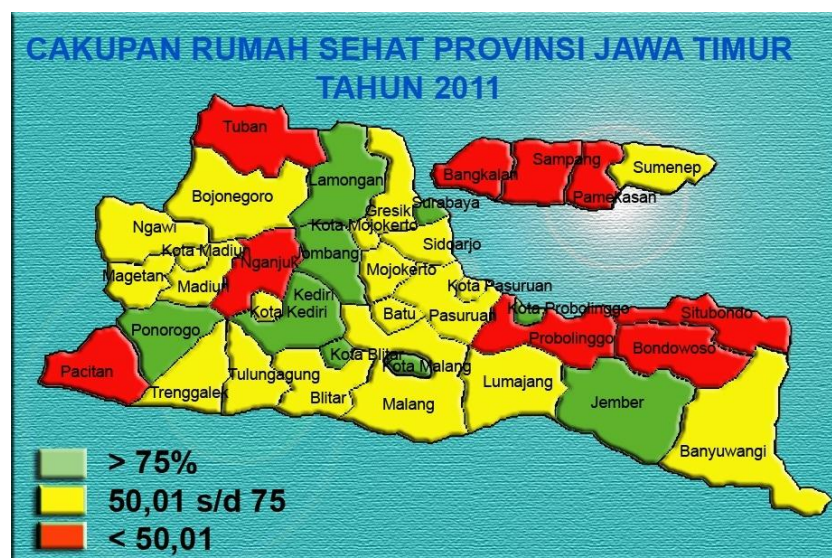 CAKUPAN RUMAH SEHAT PROVINSI JAWA TIMUR
TAHUN 2011
Tuban
Lamongan
Bojonegoro
Gresik
Surabaya
Bangkalan
Sampang
Pamekasan
Sumenep
Ngawi
Kota Madiun
Kota Mojokerto
Sidoarjo
Magetan
Madiun
Nganjuk
Jombang
Mojokerto
Kota Pasuruan
Kediri
Kota Kediri
Batu
Pasuruan
Kota Probolinggo
Situbondo
Ponorogo
Probolinggo
Bondowoso
Pacitan
Trenggalek
Tulungagung
Kota Blitar
Blitar
Kota Malang
Malang
Lumajang
Jember
Banyuwangi
> 75%
50,01 s/d 75
< 50,01